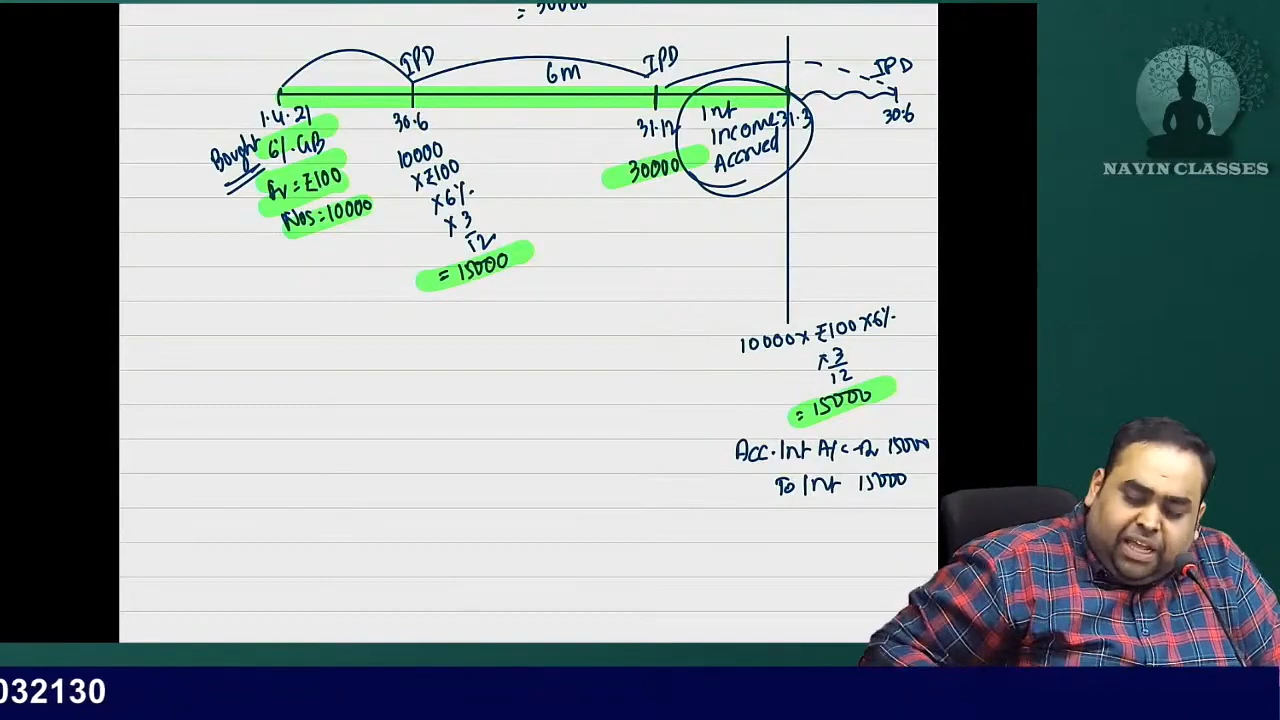 = 30000
IPD
6m
IPD
IPD
1.4.21
30.6
31.12
31.3
30.6
Bought
6% GB
fv = ₹100
Nos = 10000
10000
x ₹100
x 6%
x 3
12
= 15000
30000
Int
Income
Accrued
10000 x ₹100 x 6%
x 3
12
= 15000
Acc. Int A/c - Dr 15000
To Int 15000
NAVIN CLASSES
032130